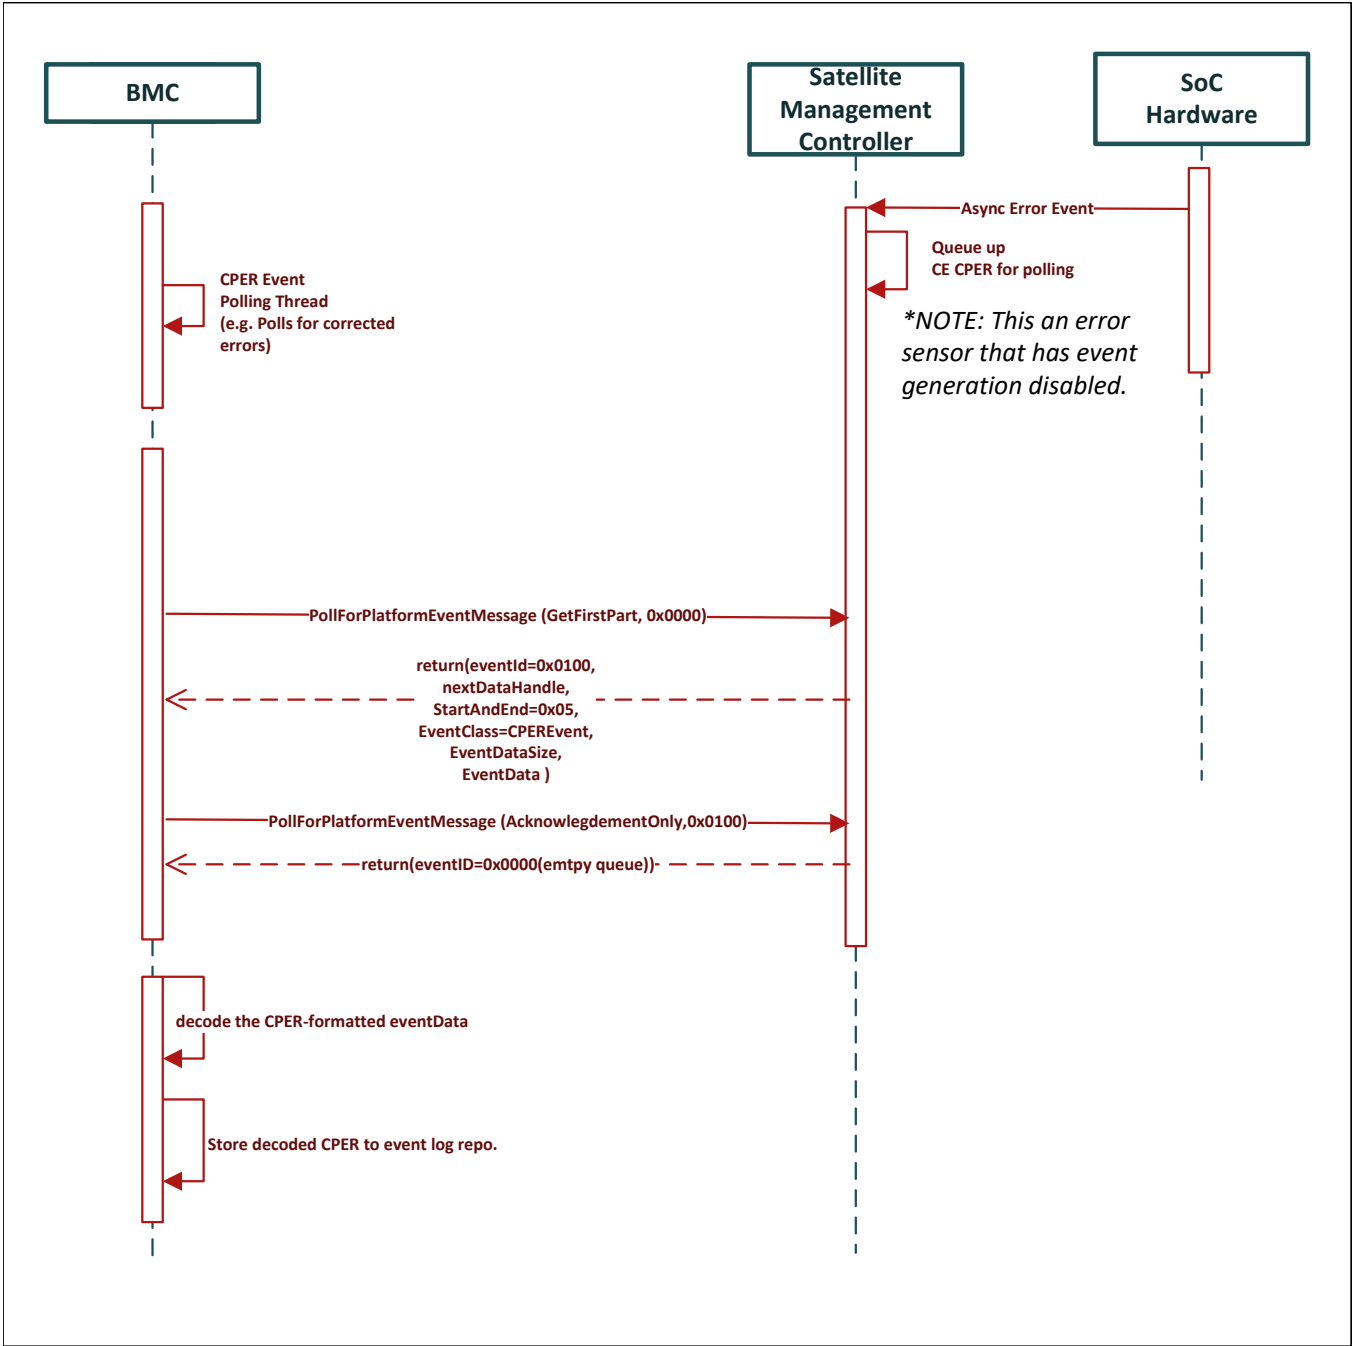 BMC
Satellite
Management
Controller
SoC
Hardware
Async Error Event
Queue up
CE CPER for polling
CPER Event
Polling Thread
(e.g. Polls for corrected
errors)
*NOTE: This an error
sensor that has event
generation disabled.
PollForPlatformEventMessage (GetFirstPart, 0x0000)
return(eventId=0x0100,
nextDataHandle,
StartAndEnd=0x05,
EventClass=CPEREvent,
EventDataSize,
EventData )
PollForPlatformEventMessage (AcknowlegdementOnly,0x0100)
return(eventID=0x0000(emtpy queue))
decode the CPER-formatted eventData
Store decoded CPER to event log repo.